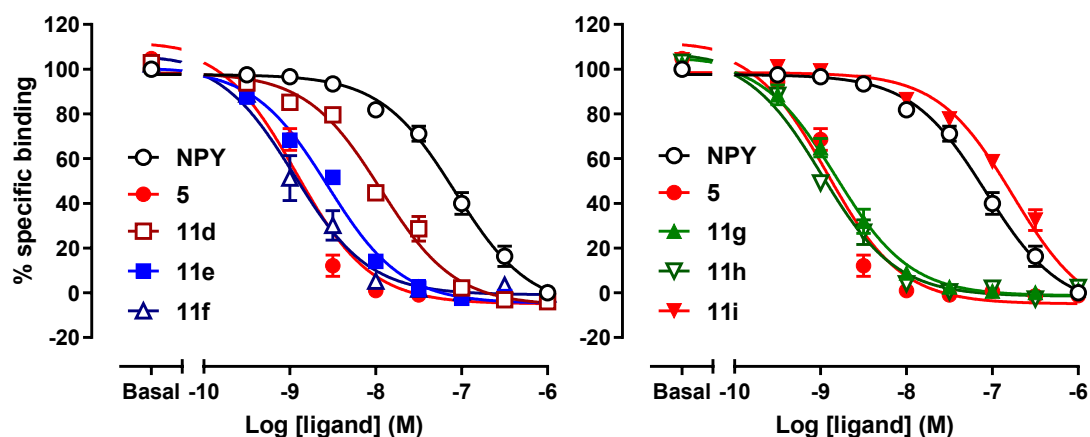 % specific binding
120
100
80
60
40
20
0
-20
NPY
5
11d
11e
11f
Basal -10 -9 -8 -7 -6
Log [ligand] (M)
120
100
80
60
40
20
0
-20
NPY
5
11g
11h
11i
Basal -10 -9 -8 -7 -6
Log [ligand] (M)